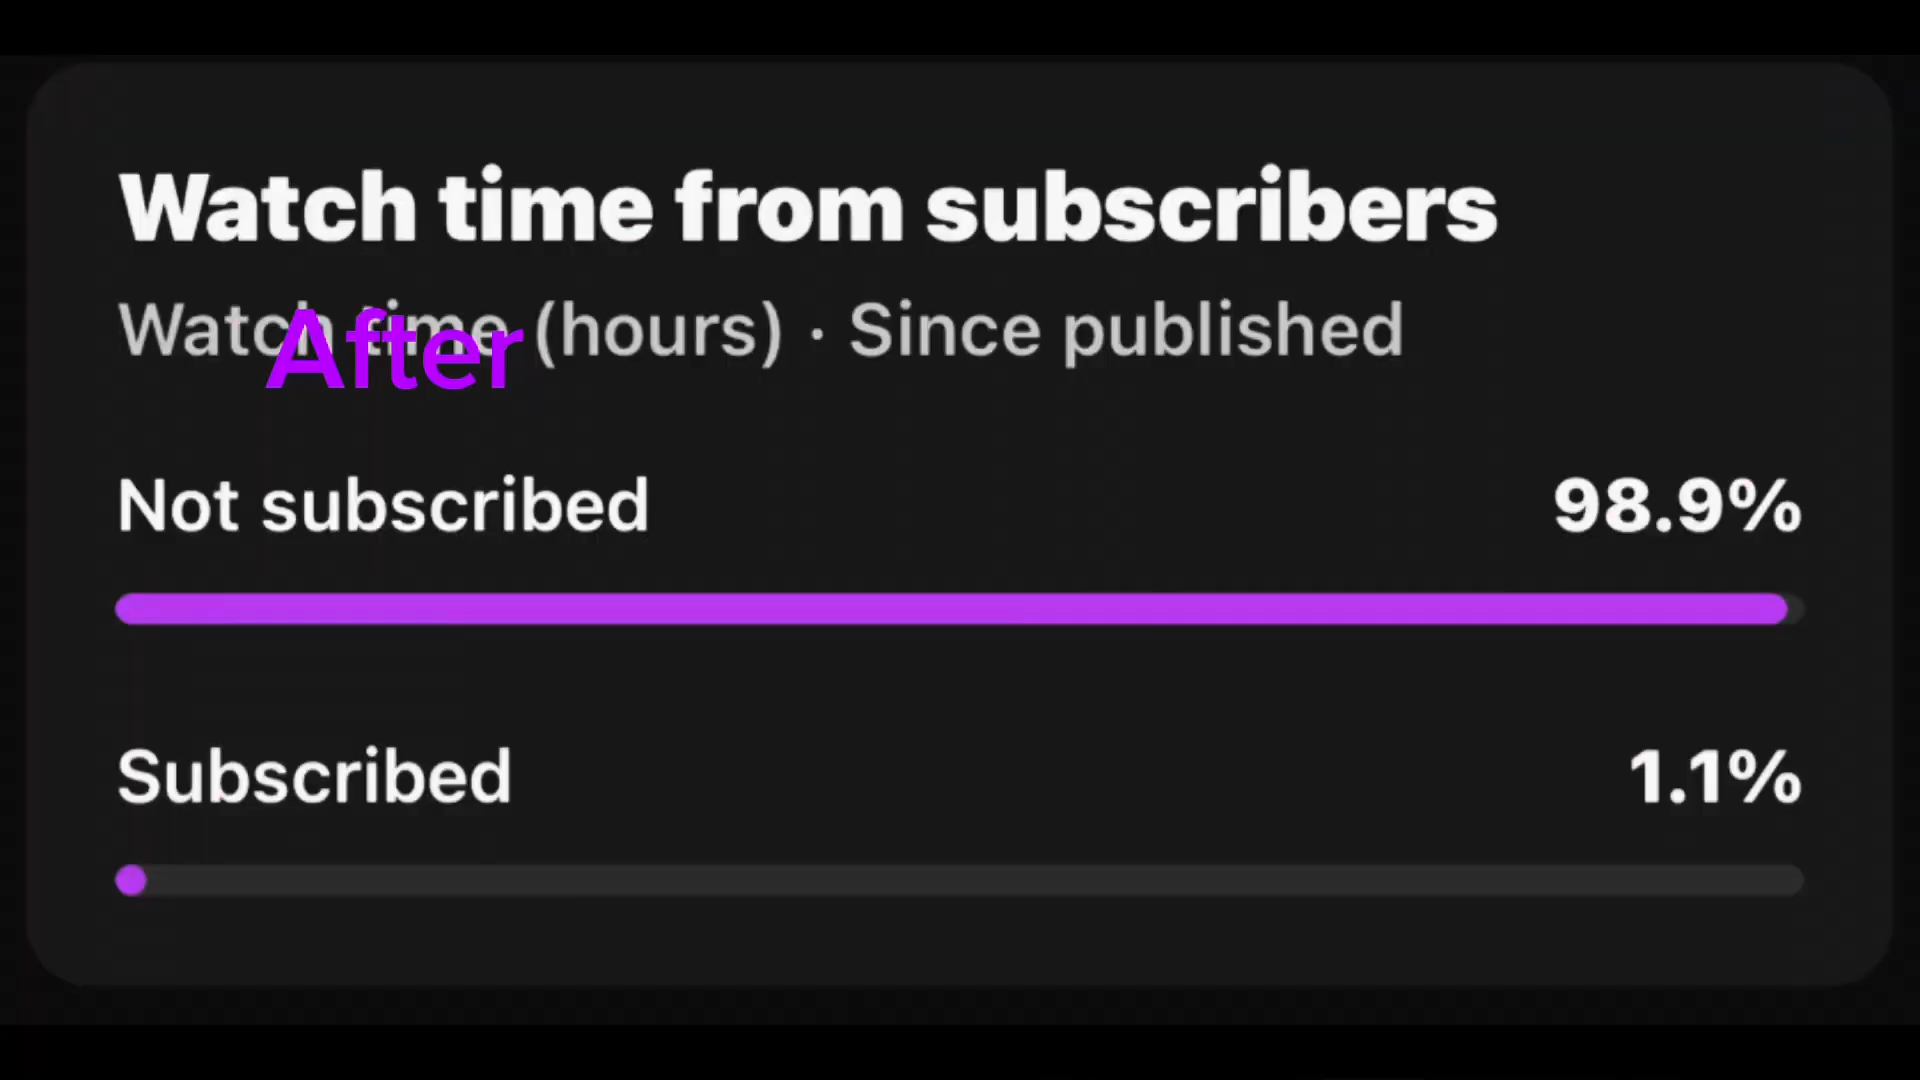 Watch time from subscribers
Watch time (hours) · Since published
After
Not subscribed 98.9%
Subscribed 1.1%